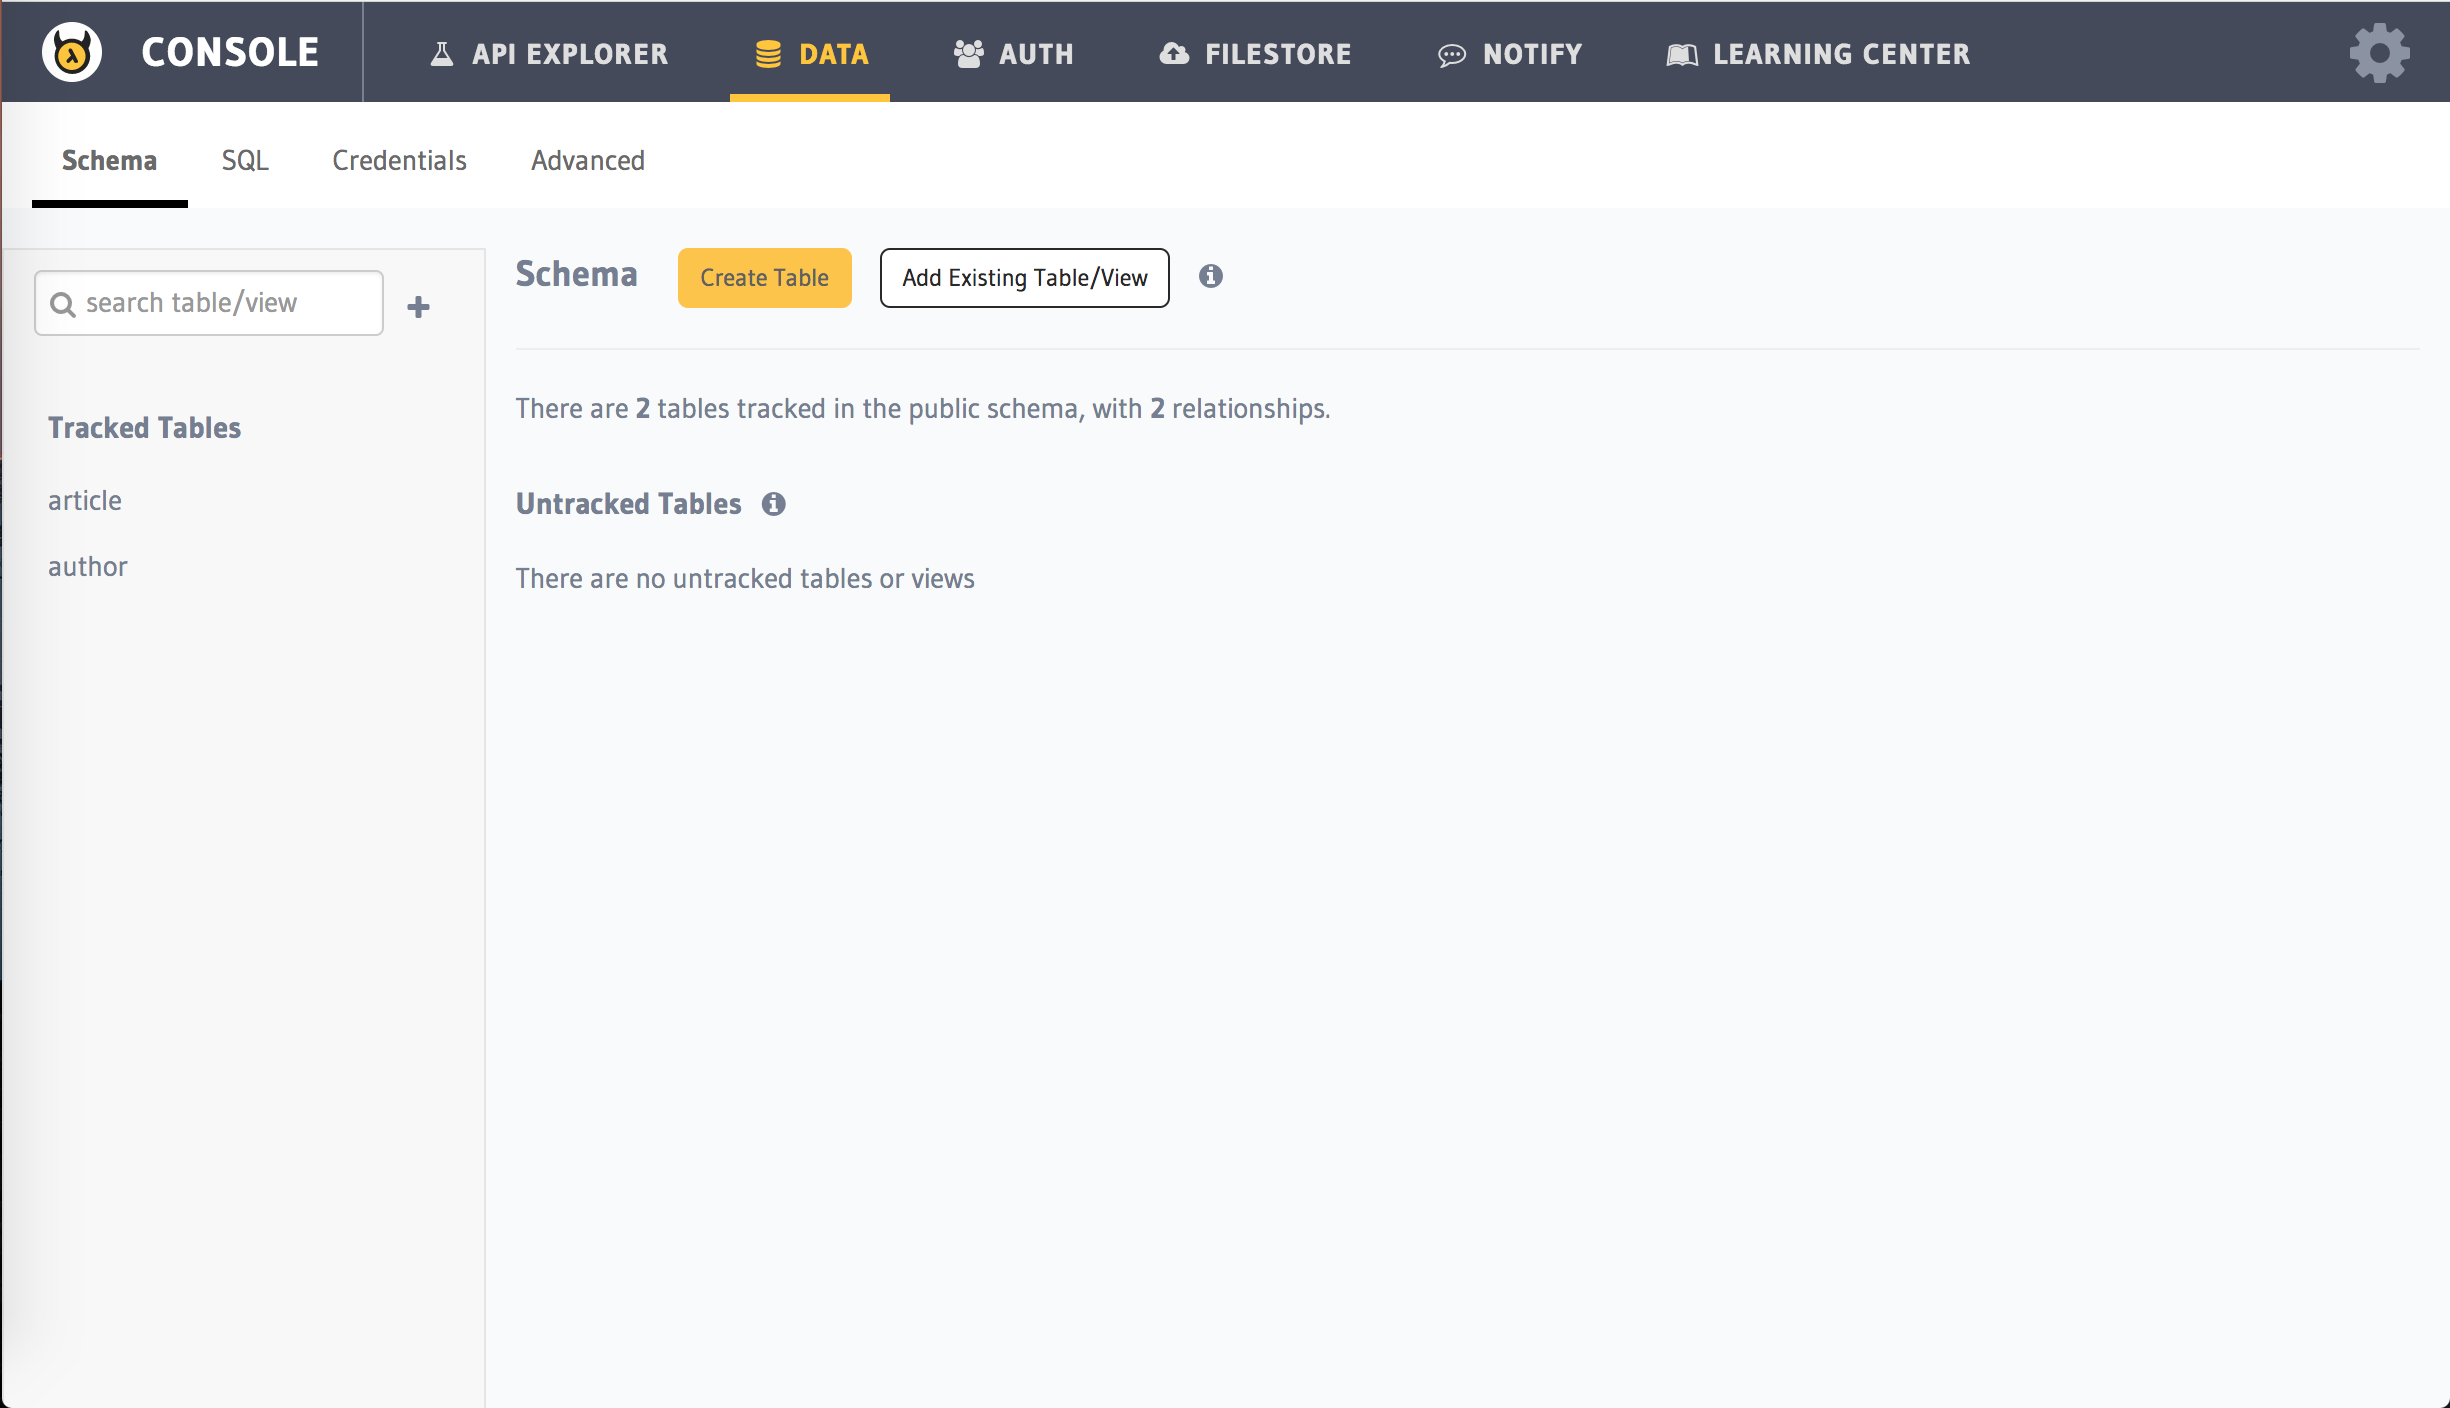 CONSOLE API EXPLORER DATA AUTH FILESTORE NOTIFY LEARNING CENTER
Schema SQL Credentials Advanced
search table/view
Tracked Tables
article
author
Schema Create Table Add Existing Table/View
There are 2 tables tracked in the public schema, with 2 relationships.
Untracked Tables
There are no untracked tables or views